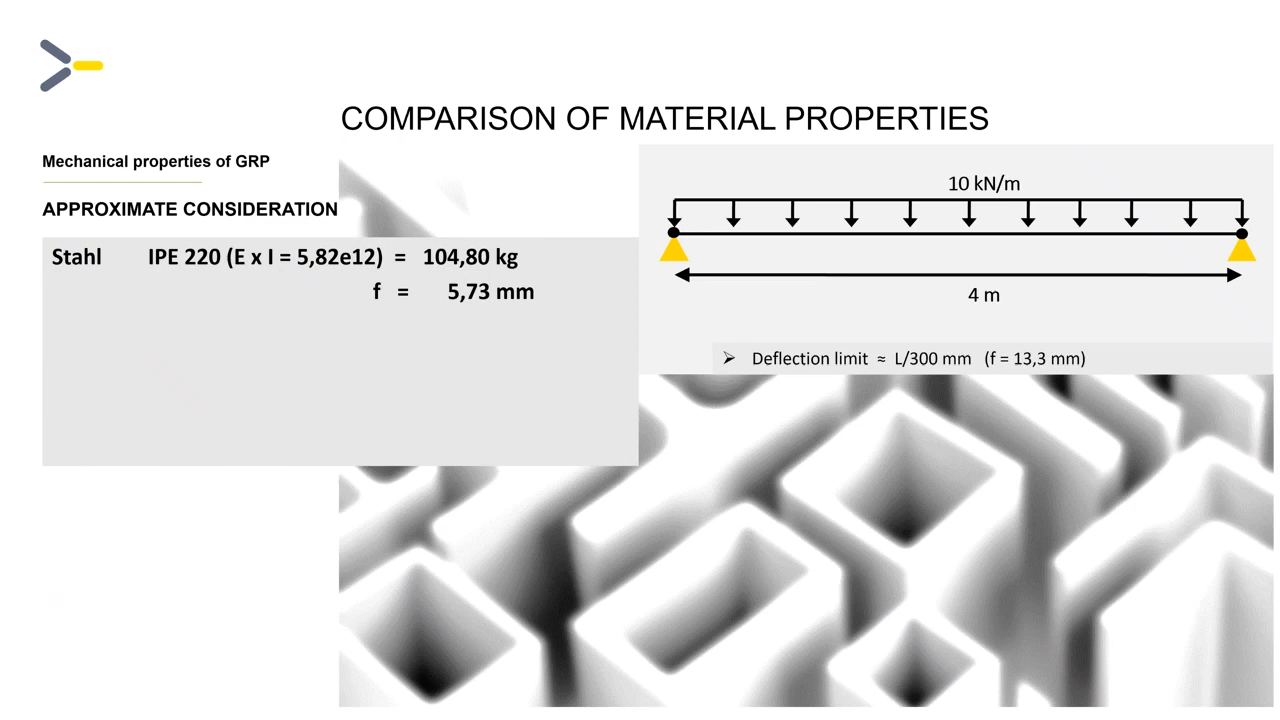 COMPARISON OF MATERIAL PROPERTIES
Mechanical properties of GRP
APPROXIMATE CONSIDERATION
Stahl IPE 220 (E x I = 5,82e12) = 104,80 kg
f = 5,73 mm
10 kN/m
4 m
➢ Deflection limit ≈ L/300 mm (f = 13,3 mm)